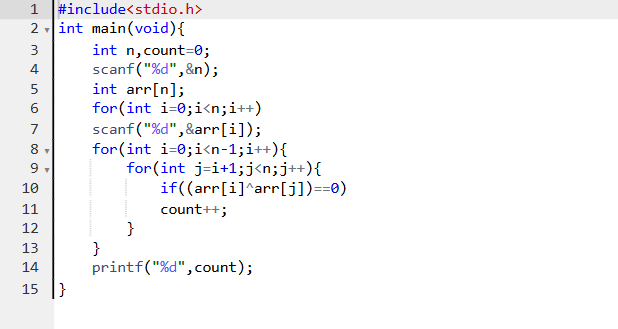 1 #include<stdio.h>
2 int main(void){
3 int n,count=0;
4 scanf("%d",&n);
5 int arr[n];
6 for(int i=0;i<n;i++)
7 scanf("%d",&arr[i]);
8 for(int i=0;i<n-1;i++){
9 for(int j=i+1;j<n;j++){
10 if((arr[i]^arr[j])==0)
11 count++;
12 }
13 }
14 printf("%d",count);
15 }